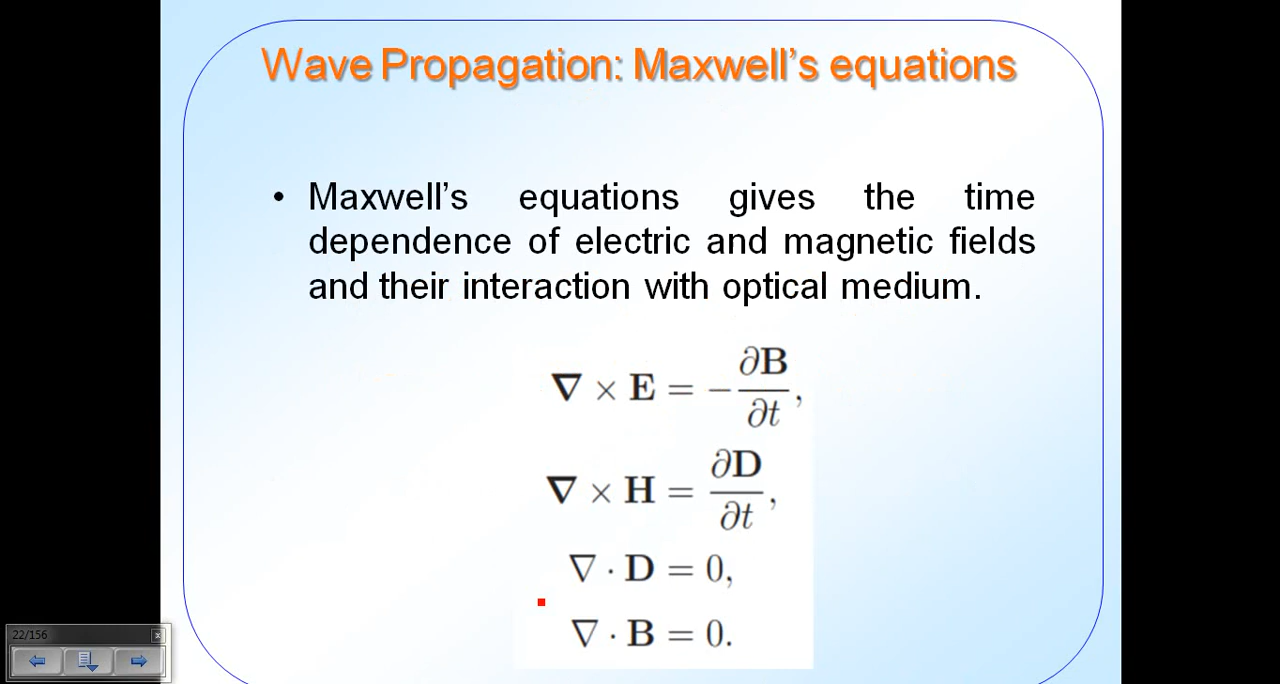 Wave Propagation: Maxwell's equations
• Maxwell's equations gives the time
dependence of electric and magnetic fields
and their interaction with optical medium.
∇ × E = −∂B/∂t,
∇ × H = ∂D/∂t,
∇ · D = 0,
∇ · B = 0.
22/156
x